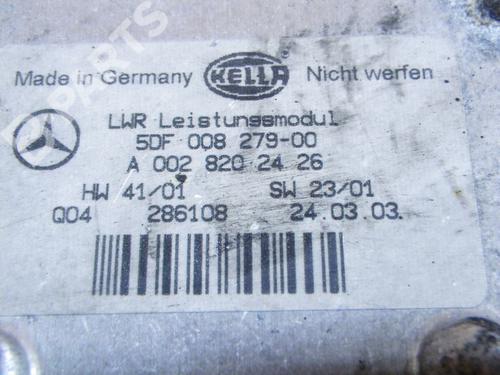 Made in Germany HELLA Nicht werfen
LWR Leistungsmodul
5DF 008 279-00
A 002 820 24 26
HW 41/01 SW 23/01
Q04 286108 24.03.03.